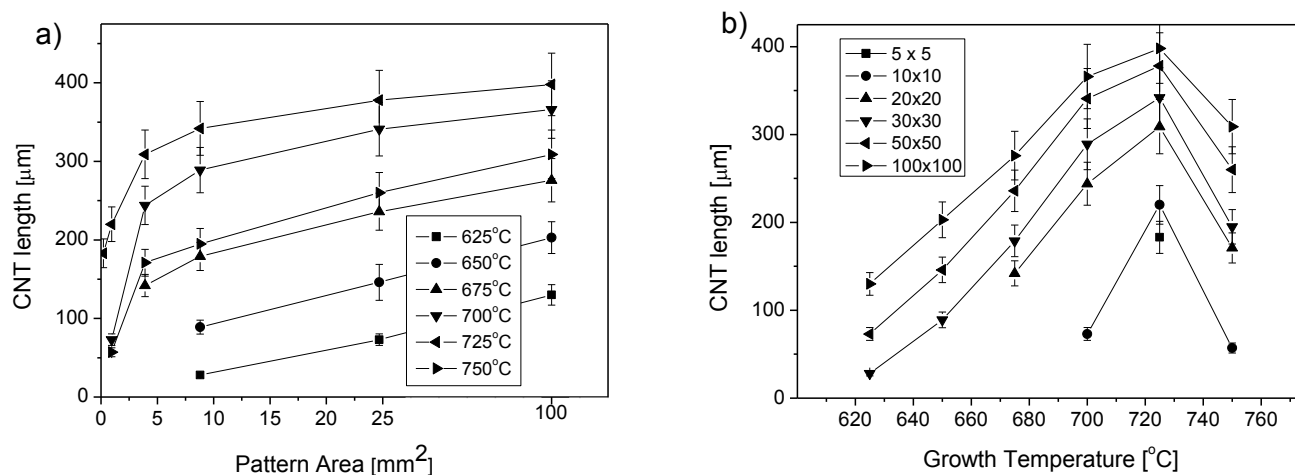 a)
CNT length [µm]
400
300
200
100
0
0 5 10 15 20 25 100
Pattern Area [mm²]
625°C
650°C
675°C
700°C
725°C
750°C
b)
CNT length [µm]
400
300
200
100
0
620 640 660 680 700 720 740 760
Growth Temperature [°C]
5 x 5
10x10
20x20
30x30
50x50
100x100